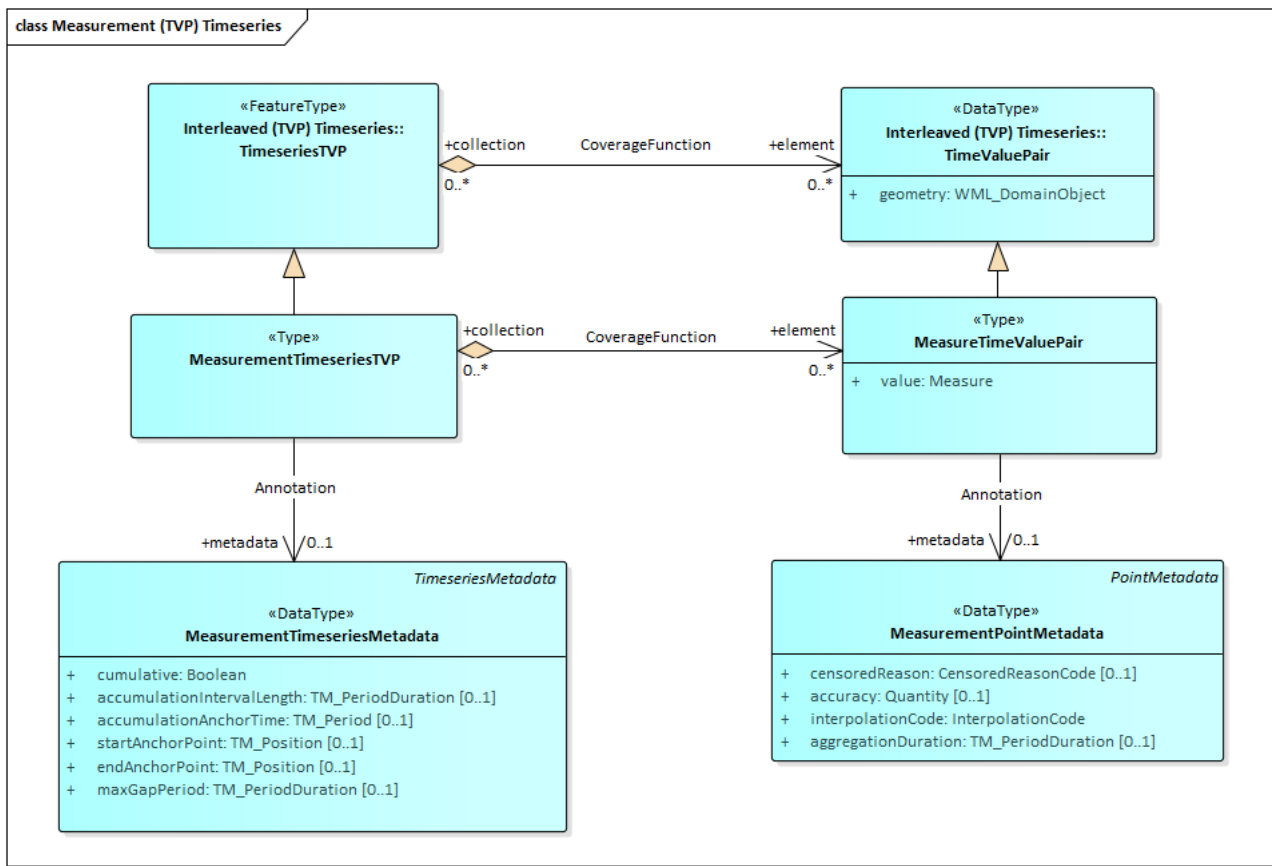 class Measurement (TVP) Timeseries
«FeatureType»
Interleaved (TVP) Timeseries::
TimeseriesTVP
+collection
CoverageFunction
+element
0..*
0..*
«DataType»
Interleaved (TVP) Timeseries::
TimeValuePair
+ geometry: WML_DomainObject
«Type»
MeasurementTimeseriesTVP
+collection
CoverageFunction
+element
0..*
0..*
«Type»
MeasureTimeValuePair
+ value: Measure
Annotation
+metadata
0..1
Annotation
+metadata
0..1
TimeseriesMetadata
«DataType»
MeasurementTimeseriesMetadata
+ cumulative: Boolean
+ accumulationIntervalLength: TM_PeriodDuration [0..1]
+ accumulationAnchorTime: TM_Period [0..1]
+ startAnchorPoint: TM_Position [0..1]
+ endAnchorPoint: TM_Position [0..1]
+ maxGapPeriod: TM_PeriodDuration [0..1]
PointMetadata
«DataType»
MeasurementPointMetadata
+ censoredReason: CensoredReasonCode [0..1]
+ accuracy: Quantity [0..1]
+ interpolationCode: InterpolationCode
+ aggregationDuration: TM_PeriodDuration [0..1]